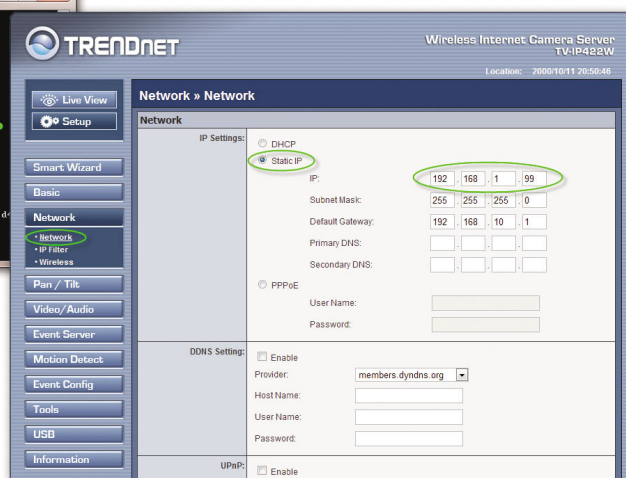 TRENDNET
Wireless Internet Camera Server
TV-IP422W
Location: 2000/10/11 20:50:46
Live View
Setup
Smart Wizard
Basic
Network
• Network
• IP Filter
• Wireless
Pan / Tilt
Video/Audio
Event Server
Motion Detect
Event Config
Tools
USB
Information
Network » Network
Network
IP Settings:
DHCP
Static IP
IP: 192 . 168 . 1 . 99
Subnet Mask: 255 . 255 . 255 . 0
Default Gateway: 192 . 168 . 10 . 1
Primary DNS: . . .
Secondary DNS: . . .
PPPoE
User Name:
Password:
DDNS Setting:
Enable
Provider: members.dyndns.org
Host Name:
User Name:
Password:
UPnP:
Enable